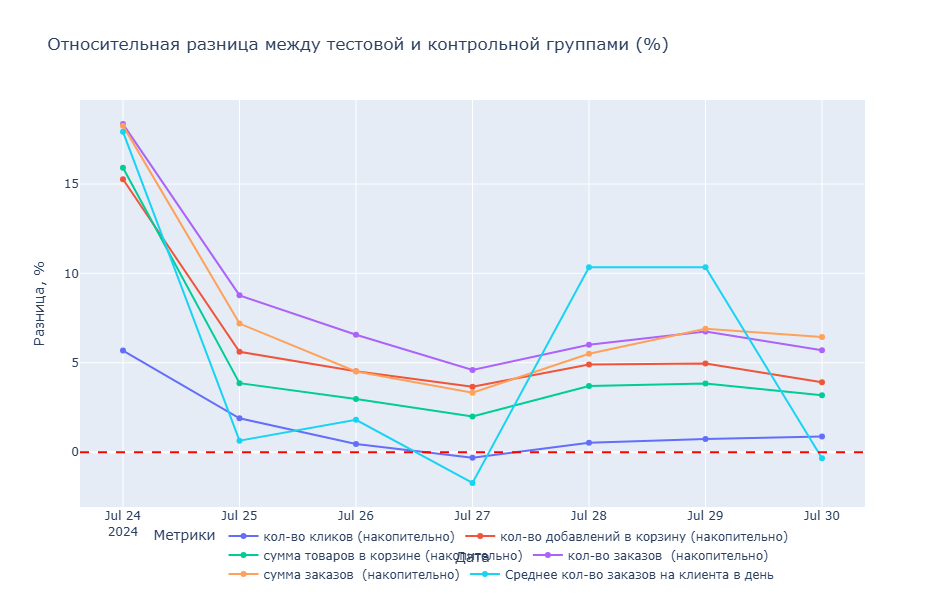 Относительная разница между тестовой и контрольной группами (%)
15
10
5
0
Разница, %
Jul 24
2024
Jul 25
Jul 26
Jul 27
Jul 28
Jul 29
Jul 30
Дата
Метрики
кол-во кликов (накопительно)
кол-во добавлений в корзину (накопительно)
сумма товаров в корзине (накопительно)
кол-во заказов (накопительно)
сумма заказов (накопительно)
Среднее кол-во заказов на клиента в день